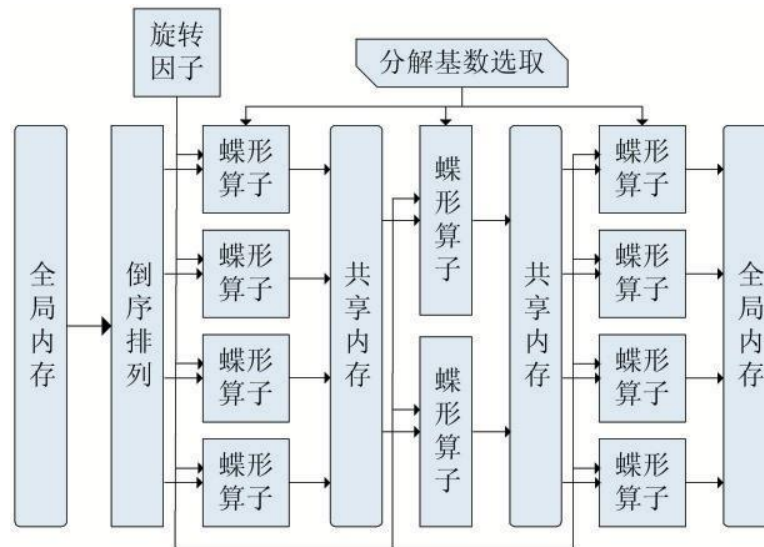 旋转
因子
分解基数选取
全局内存
倒序排列
蝶形
算子
蝶形
算子
蝶形
算子
蝶形
算子
共享内存
蝶形算子
蝶形算子
共享内存
蝶形
算子
蝶形
算子
蝶形
算子
蝶形
算子
全局内存